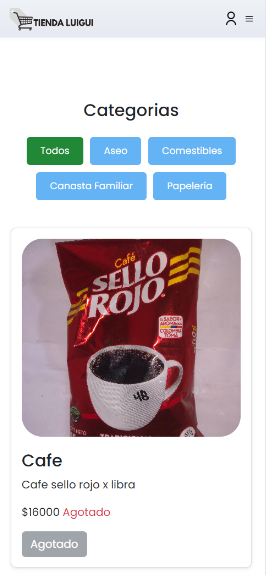 TIENDA LUIGUI
Categorias
Todos
Aseo
Comestibles
Canasta Familiar
Papelería
Café
SELLO
ROJO
48
Cafe
Cafe sello rojo x libra
$16000 Agotado
Agotado